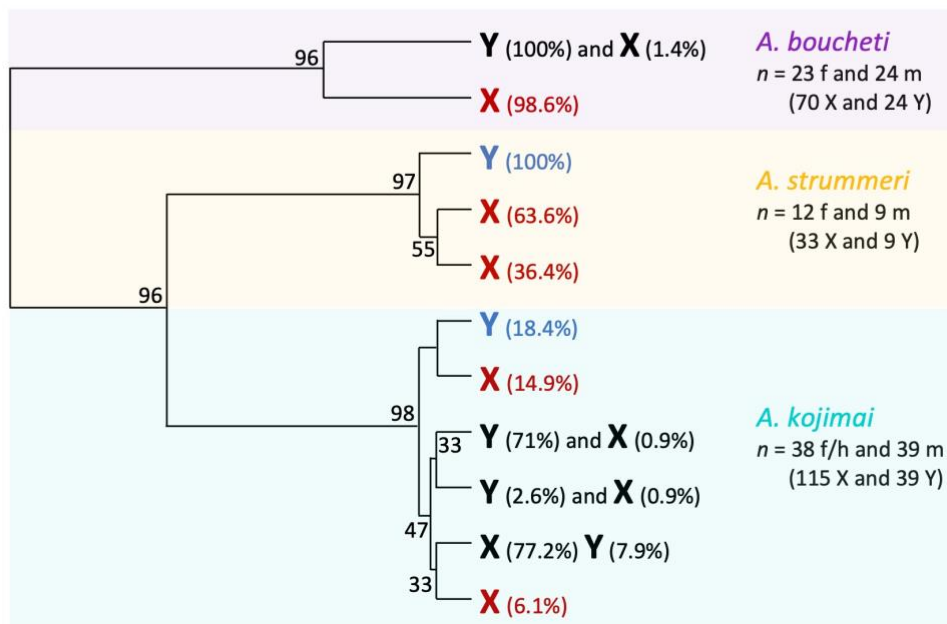 96
Y (100%) and X (1.4%)
X (98.6%)
A. boucheti
n = 23 f and 24 m
(70 X and 24 Y)
97
Y (100%)
X (63.6%)
55
X (36.4%)
A. strummeri
n = 12 f and 9 m
(33 X and 9 Y)
96
Y (18.4%)
X (14.9%)
98
33
Y (71%) and X (0.9%)
Y (2.6%) and X (0.9%)
47
X (77.2%) Y (7.9%)
33
X (6.1%)
A. kojimai
n = 38 f/h and 39 m
(115 X and 39 Y)